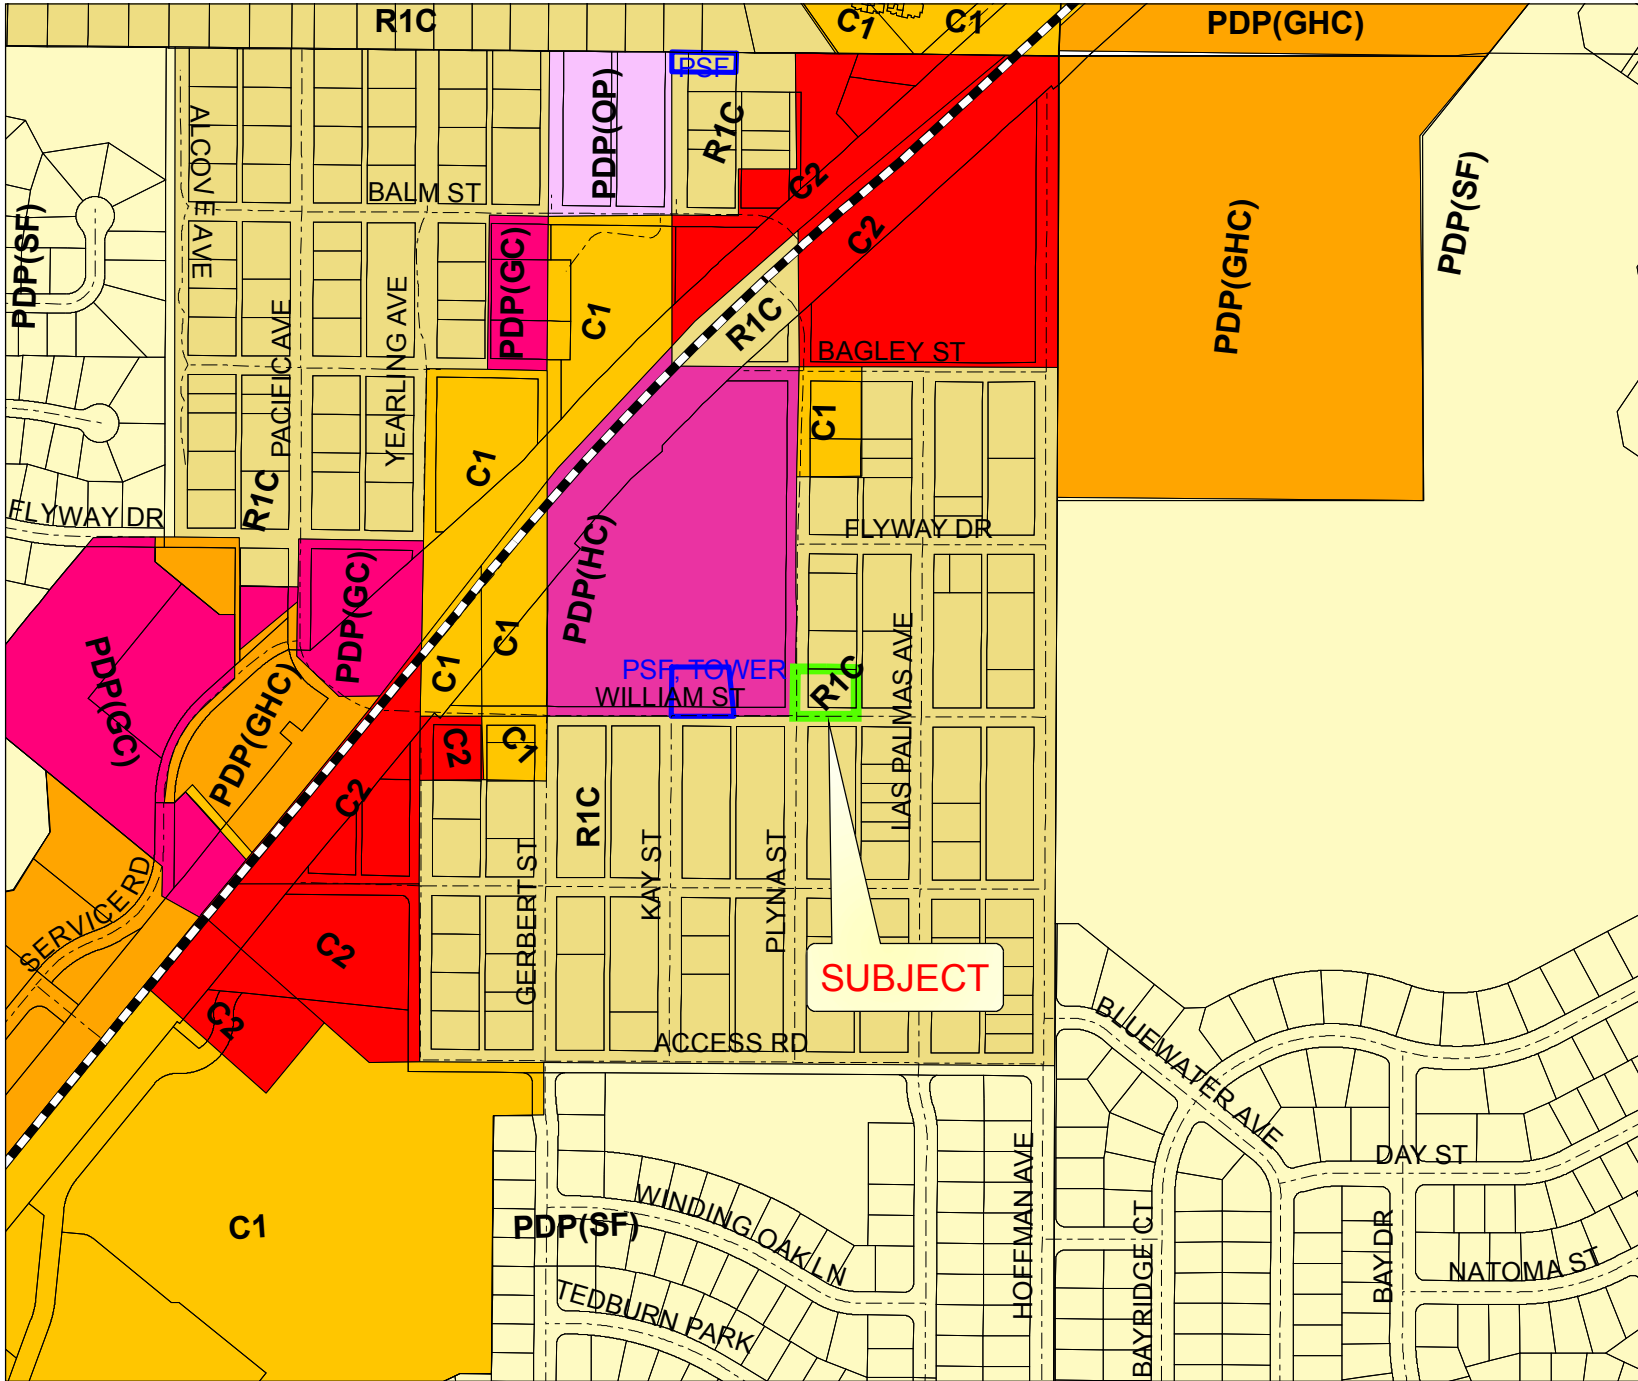 R1C
C1
C1
PDP(GHC)
PSF
PDP(OP)
R1C
ALCOVE AVE
BALM ST
C2
C2
PDP(SF)
PDP(SF)
PDP(GHC)
PDP(GC)
C1
R1C
BAGLEY ST
PACIFIC AVE
YEARLING AVE
C1
C1
R1C
FLYWAY DR
FLYWAY DR
PDP(HC)
PDP(GC)
C1
C1
PDP(GC)
PDP(GHC)
PSF, TOWER
WILLIAM ST
R1C
LAS PALMAS AVE
C2
C1
C2
R1C
GERBERT ST
KAY ST
PLYNA ST
SERVICE RD
C2
SUBJECT
C2
ACCESS RD
BLUEWATER AVE
DAY ST
WINDING OAK LN
HOFFMAN AVE
BAYRIDGE CT
BAY DR
NATOMA ST
C1
PDP(SF)
TEDBURN PARK